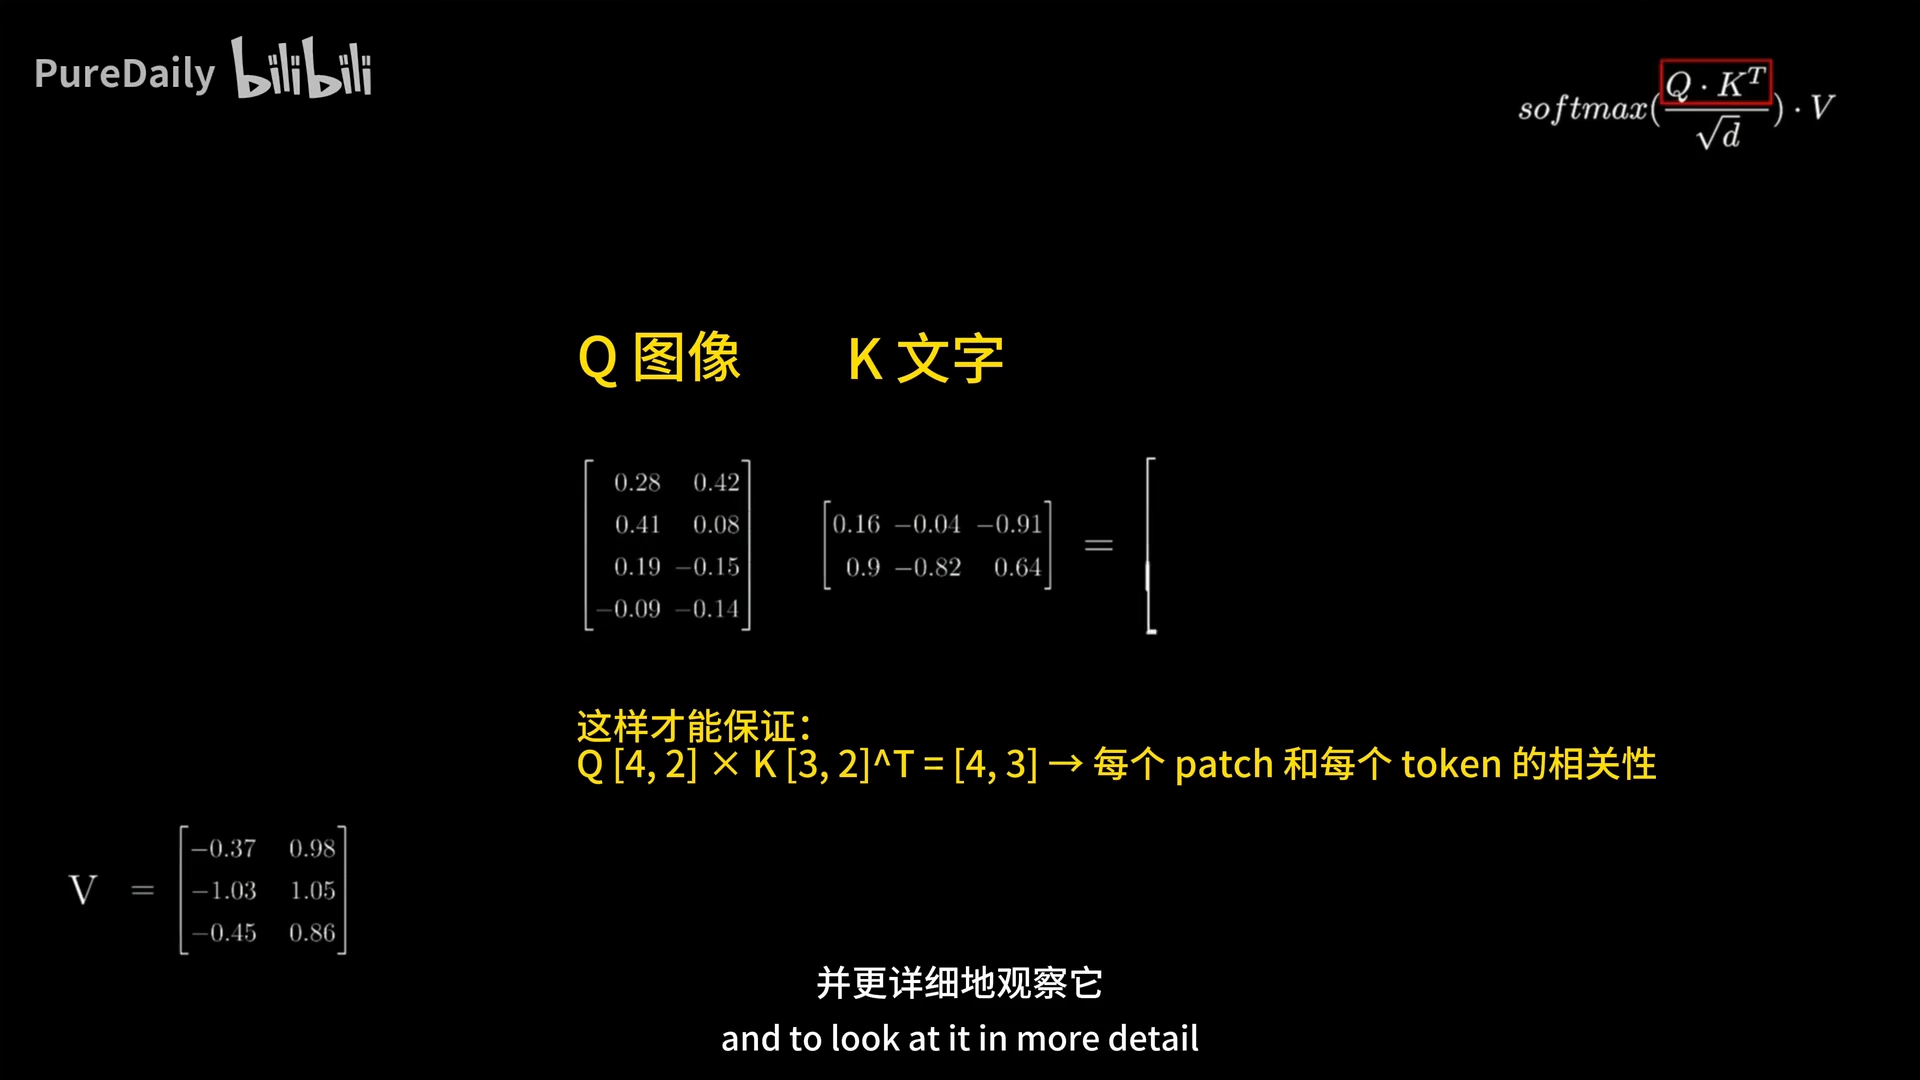 PureDaily bilibili
softmax(Q · K^T / √d) · V
Q 图像 K 文字
0.28 0.42
0.41 0.08
0.19 −0.15
−0.09 −0.14
0.16 −0.04 −0.91
0.9 −0.82 0.64
=
这样才能保证：
Q [4, 2] × K [3, 2]^T = [4, 3] → 每个 patch 和每个 token 的相关性
V =
−0.37 0.98
−1.03 1.05
−0.45 0.86
并更详细地观察它
and to look at it in more detail